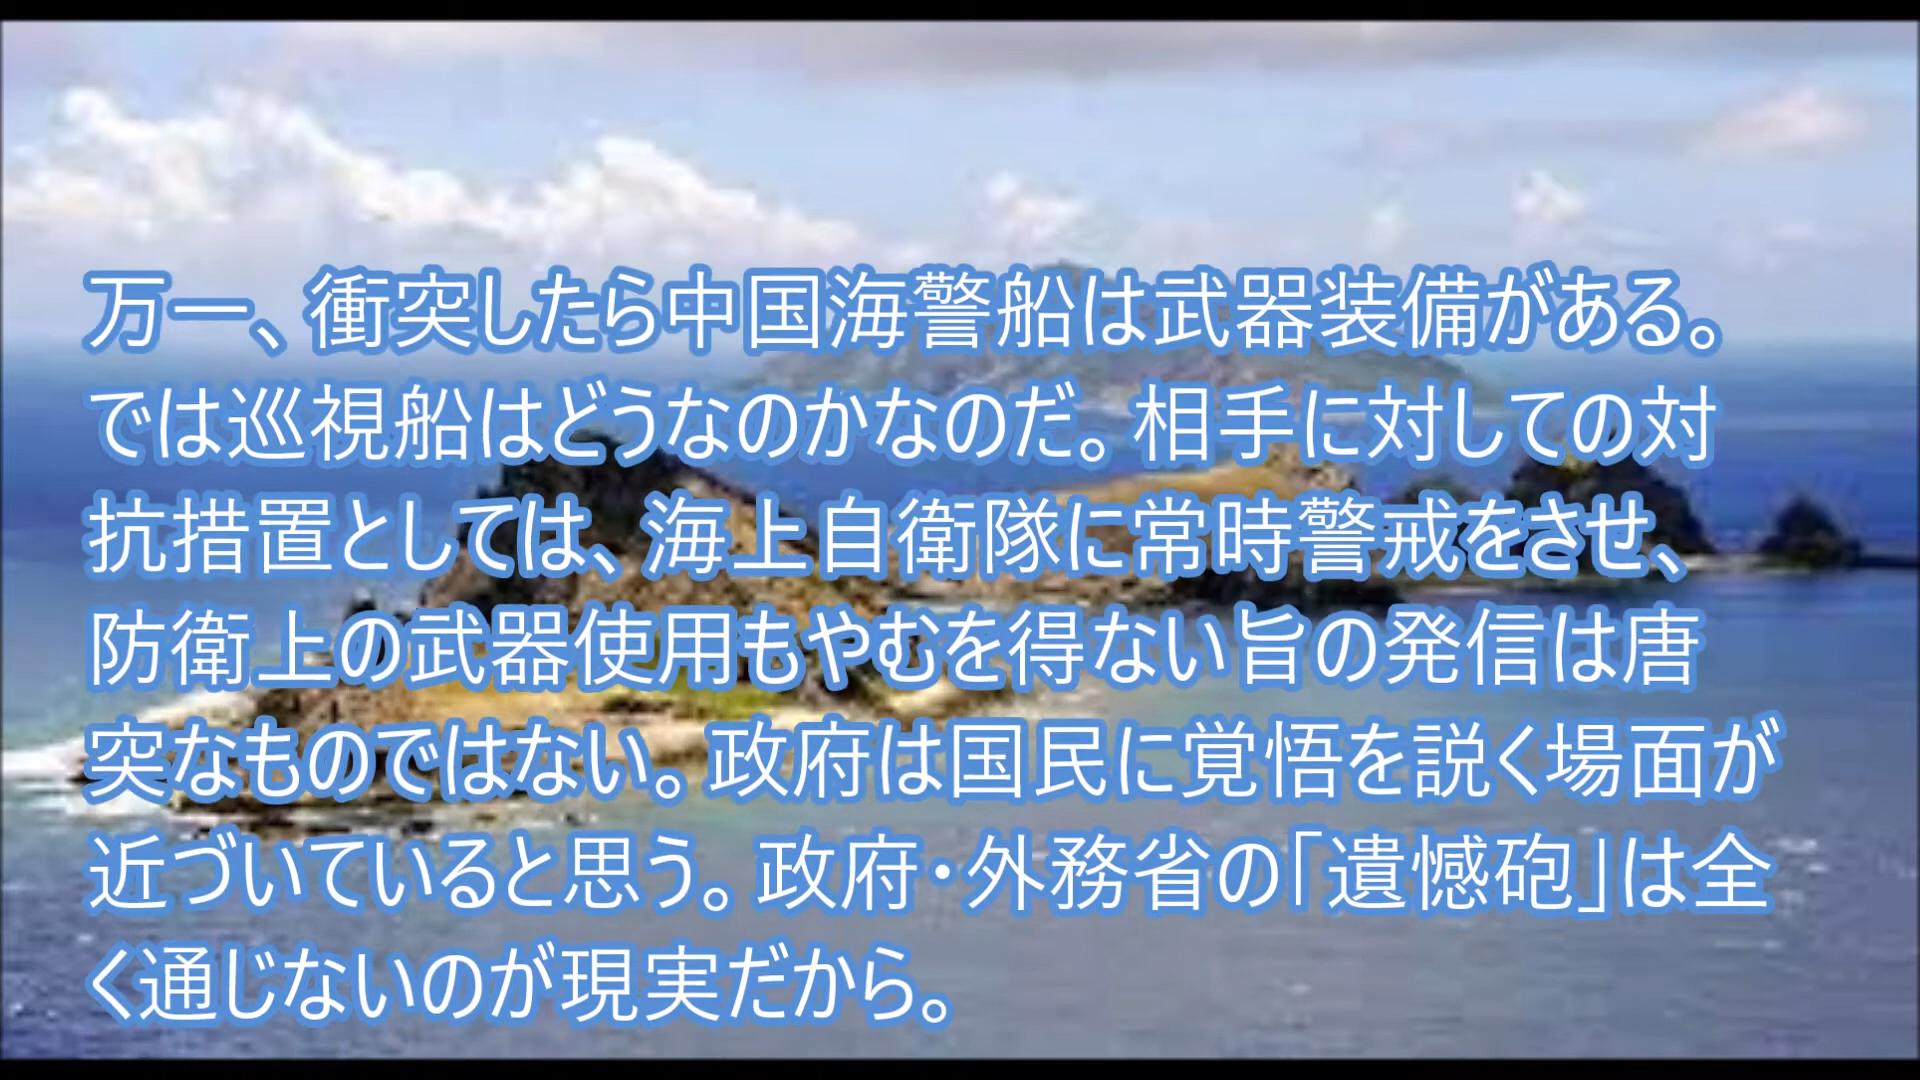 万一、衝突したら中国海警船は武器装備がある。
では巡視船はどうなのかなのだ。相手に対しての対
抗措置としては、海上自衛隊に常時警戒をさせ、
防衛上の武器使用もやむを得ない旨の発信は唐
突なものではない。政府は国民に覚悟を説く場面が
近づいていると思う。政府・外務省の「遺憾砲」は全
く通じないのが現実だから。